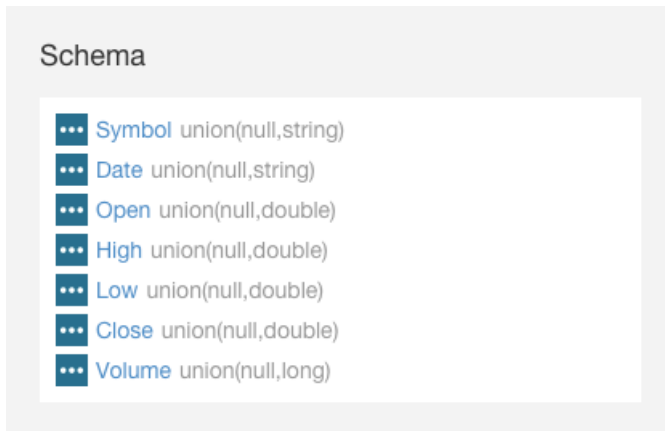 Schema
Symbol union(null,string)
Date union(null,string)
Open union(null,double)
High union(null,double)
Low union(null,double)
Close union(null,double)
Volume union(null,long)